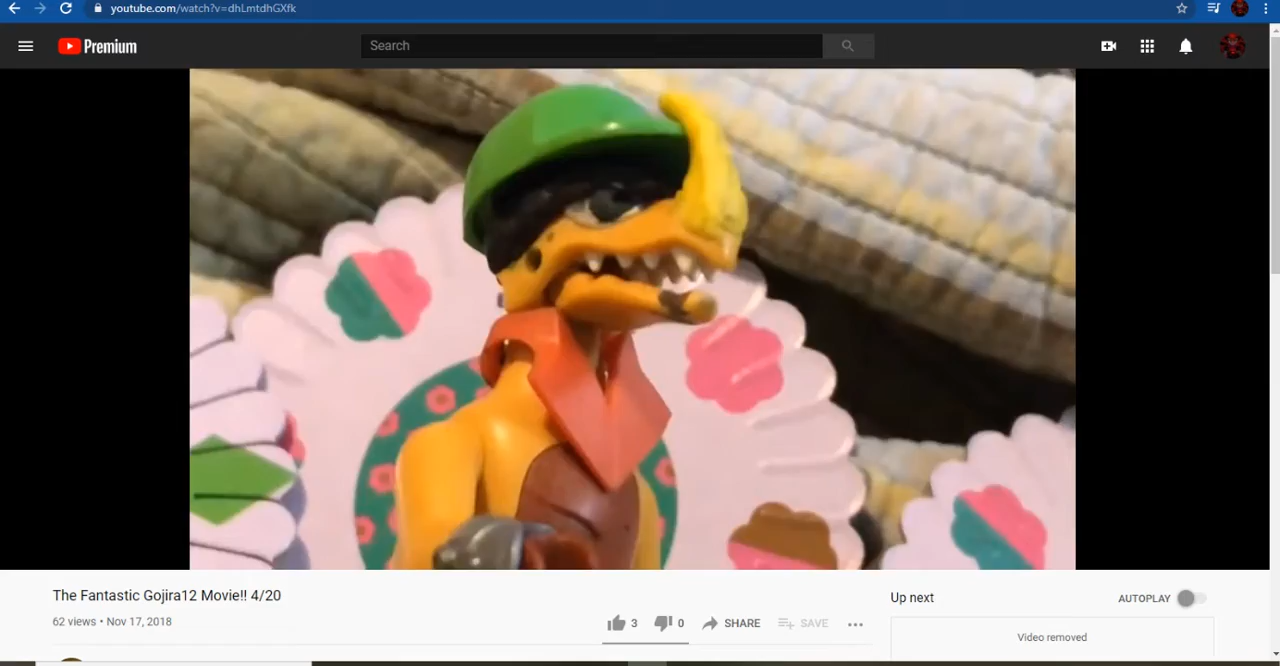 youtube.com/watch?v=dhLmtdhGXfk
Premium
Search
The Fantastic Gojira12 Movie!! 4/20
62 views • Nov 17, 2018
3
0
SHARE
SAVE
Up next
AUTOPLAY
Video removed